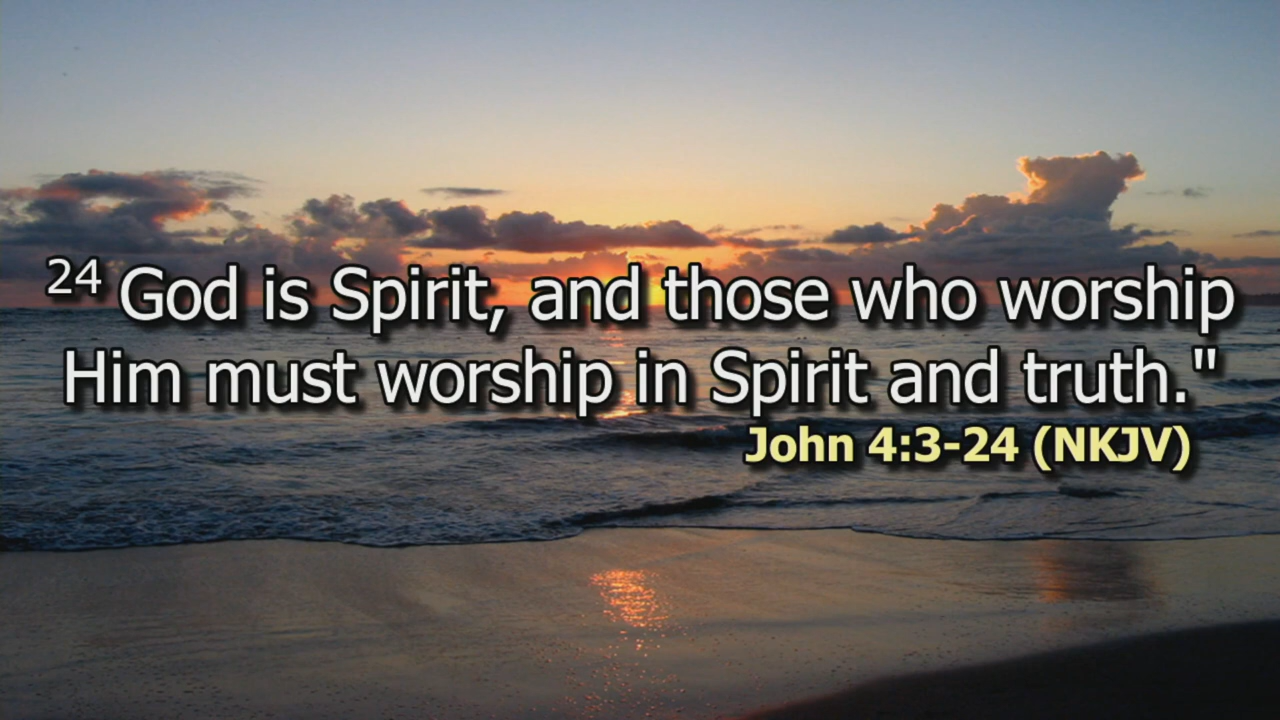 24 God is Spirit, and those who worship
Him must worship in Spirit and truth."
John 4:3-24 (NKJV)